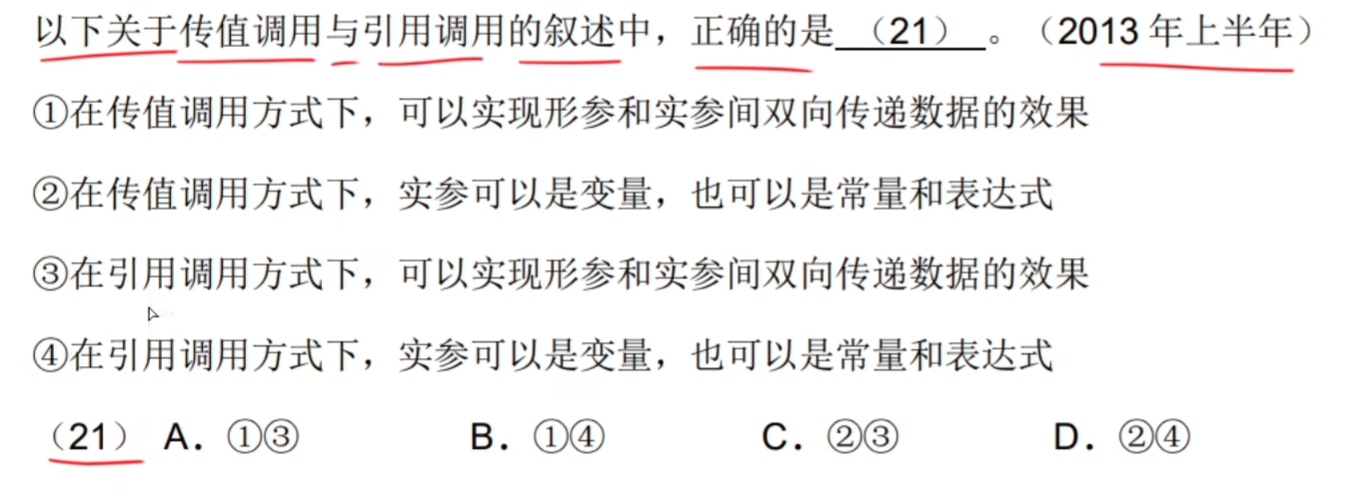 以下关于传值调用与引用调用的叙述中，正确的是（21）。（2013 年上半年）
①在传值调用方式下，可以实现形参和实参间双向传递数据的效果
②在传值调用方式下，实参可以是变量，也可以是常量和表达式
③在引用调用方式下，可以实现形参和实参间双向传递数据的效果
④在引用调用方式下，实参可以是变量，也可以是常量和表达式
（21） A．①③ B．①④ C．②③ D．②④